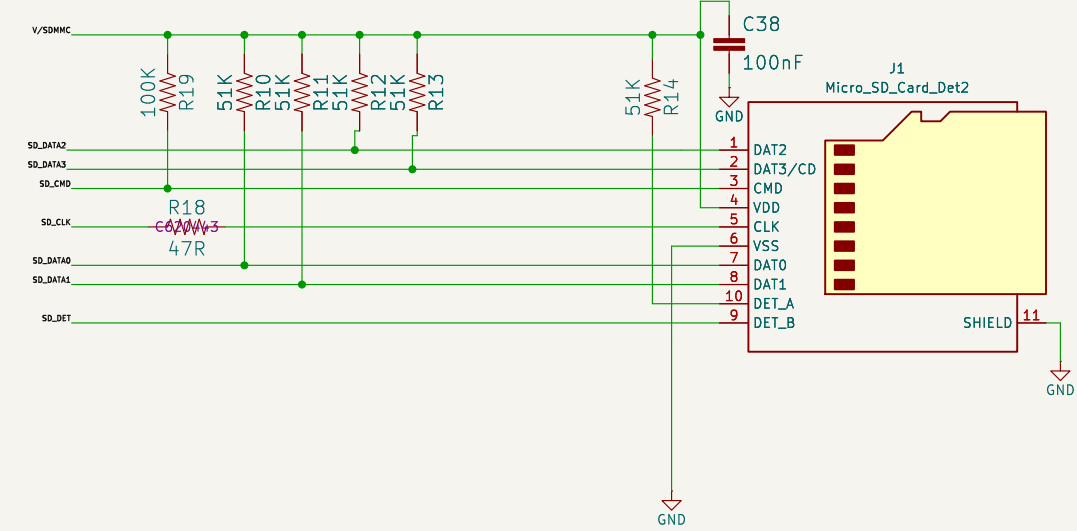 V/SDMMC
C38
100nF
GND
100K
R19
51K
R10
51K
R11
51K
R12
51K
R13
51K
R14
J1
Micro_SD_Card_Det2
SD_DATA2
1
DAT2
SD_DATA3
2
DAT3/CD
SD_CMD
3
CMD
4
VDD
R18
SD_CLK
C620443
47R
5
CLK
6
VSS
SD_DATA0
7
DAT0
SD_DATA1
8
DAT1
10
DET_A
SD_DET
9
DET_B
SHIELD
11
GND
GND